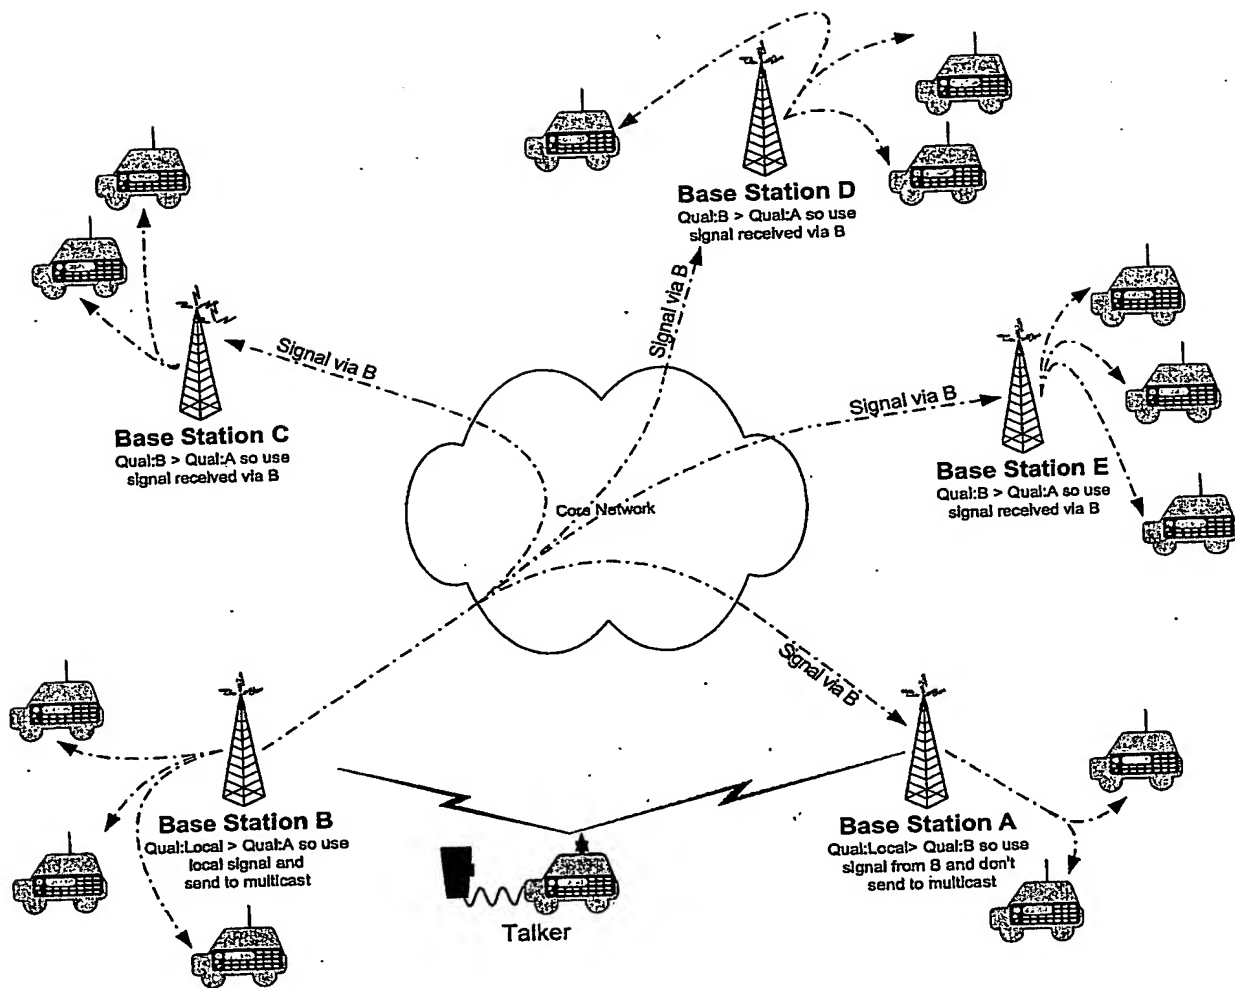 Base Station D
Qual:B > Qual:A so use
signal received via B
Signal via B
Signal via B
Base Station C
Qual:B > Qual:A so use
signal received via B
Signal via B
Base Station E
Qual:B > Qual:A so use
signal received via B
Core Network
Signal via B
Base Station B
Qual:Local > Qual:A so use
local signal and
send to multicast
Base Station A
Qual:Local> Qual:B so use
signal from B and don't
send to multicast
Talker